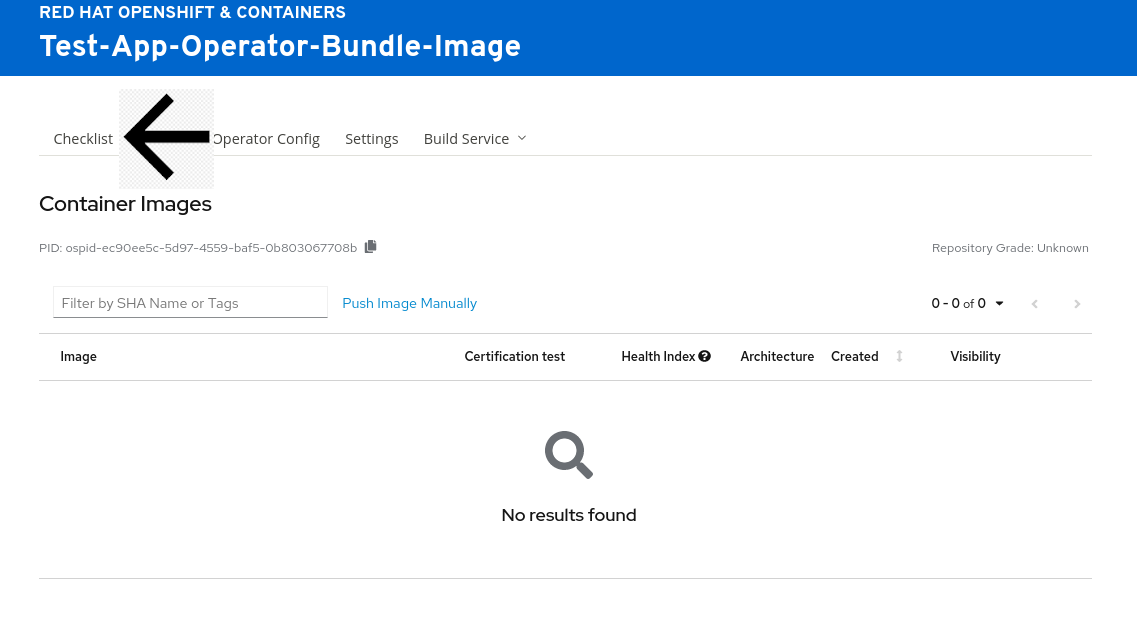 RED HAT OPENSHIFT & CONTAINERS
Test-App-Operator-Bundle-Image
Checklist Operator Config Settings Build Service
Container Images
PID: ospid-ec90ee5c-5d97-4559-baf5-0b803067708b Repository Grade: Unknown
Filter by SHA Name or Tags Push Image Manually 0 - 0 of 0
Image Certification test Health Index Architecture Created Visibility
No results found